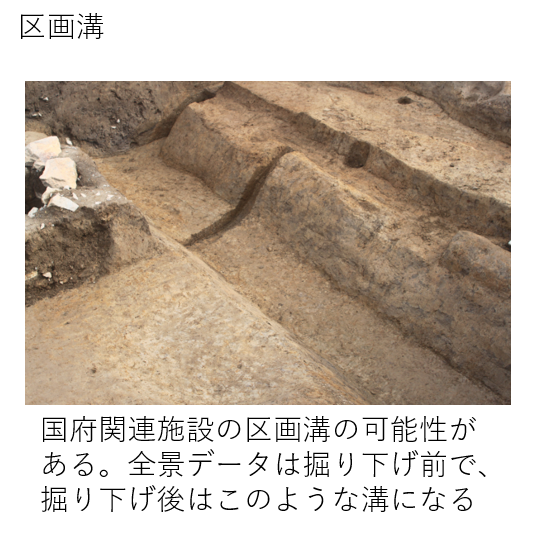 区画溝
国府関連施設の区画溝の可能性が
ある。全景データは掘り下げ前で、
掘り下げ後はこのような溝になる